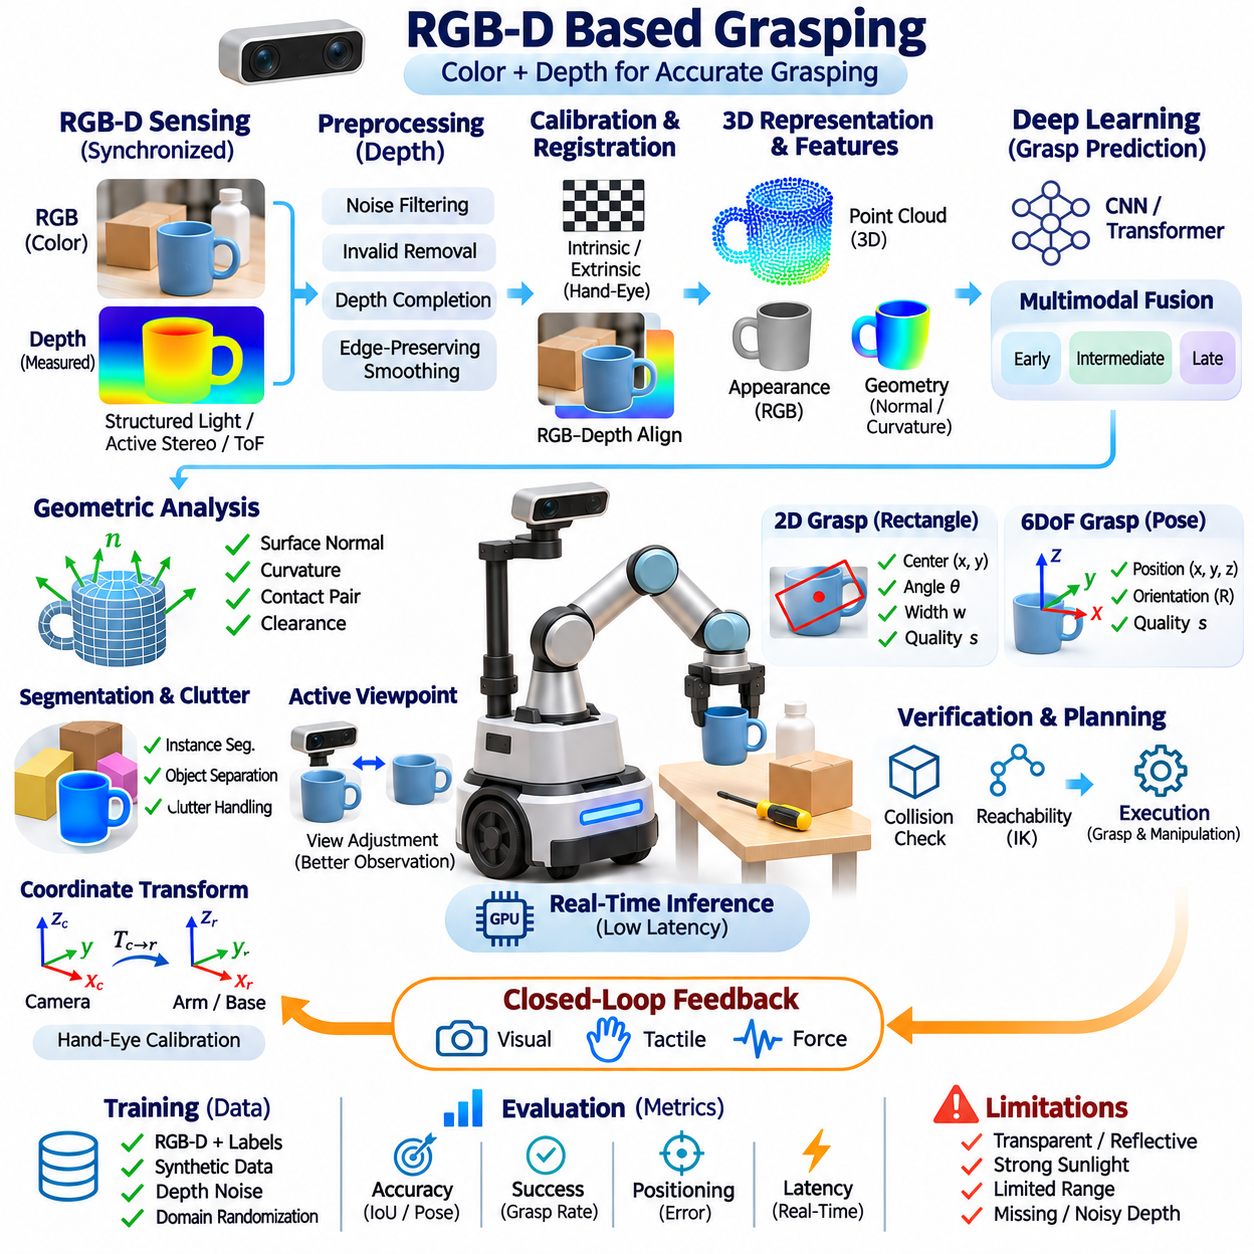 RGB-D Based Grasping
Color + Depth for Accurate Grasping
RGB-D Sensing
(Synchronized)
RGB
(Color)
Depth
(Measured)
Structured Light /
Active Stereo / ToF
Preprocessing
(Depth)
Noise Filtering
Invalid Removal
Depth Completion
Edge-Preserving
Smoothing
Calibration &
Registration
Intrinsic /
Extrinsic
(Hand-Eye)
RGB-Depth Align
3D Representation
& Features
Point Cloud
(3D)
Appearance
(RGB)
Geometry
(Normal /
Curvature)
Deep Learning
(Grasp Prediction)
CNN /
Transformer
Multimodal Fusion
Early
Intermediate
Late
Geometric Analysis
n
Surface Normal
Curvature
Contact Pair
Clearance
2D Grasp (Rectangle)
Center (x, y)
Angle θ
Width w
Quality s
6DoF Grasp (Pose)
Z
y
X
Position (x, y, z)
Orientation (R)
Quality s
Segmentation & Clutter
Instance Seg.
Object Separation
Clutter Handling
Active Viewpoint
View Adjustment
(Better Observation)
Verification & Planning
Collision
Check
Reachability
(IK)
Execution
(Grasp & Manipulation)
Coordinate Transform
Zc
y
Xc
Camera
Tc→r
Zr
yr
Xr
Arm / Base
Hand-Eye Calibration
GPU
Real-Time Inference
(Low Latency)
Closed-Loop Feedback
Visual
Tactile
Force
Training (Data)
RGB-D + Labels
Synthetic Data
Depth Noise
Domain Randomization
Evaluation (Metrics)
Accuracy
(IoU / Pose)
Success
(Grasp Rate)
Positioning
(Error)
Latency
(Real-Time)
Limitations
Transparent / Reflective
Strong Sunlight
Limited Range
Missing / Noisy Depth